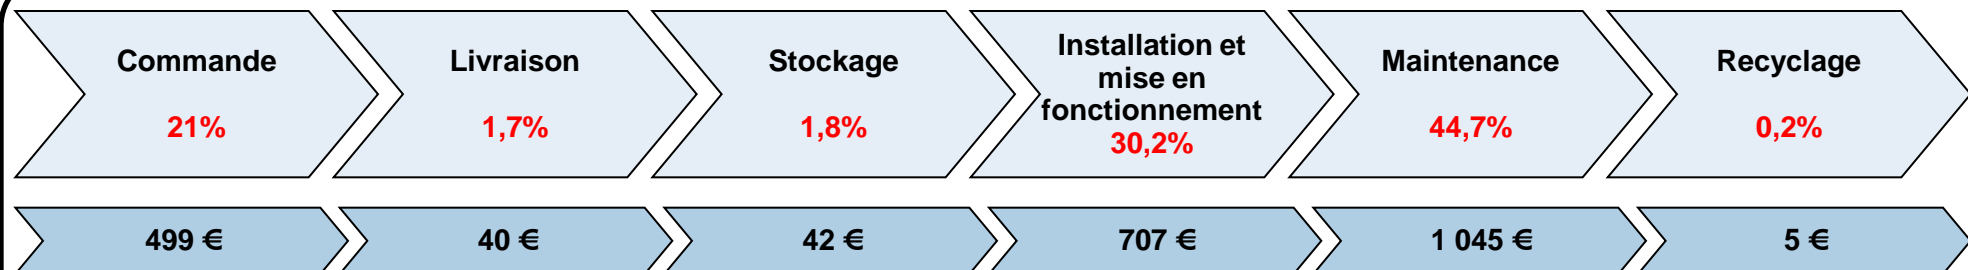 Commande
21%
Livraison
1,7%
Stockage
1,8%
Installation et
mise en
fonctionnement
30,2%
Maintenance
44,7%
Recyclage
0,2%
499 €
40 €
42 €
707 €
1 045 €
5 €